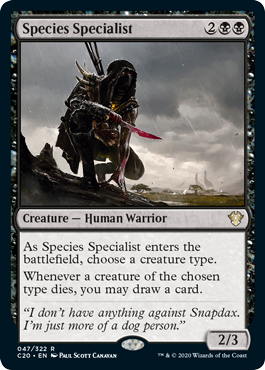 Species Specialist 2
Creature — Human Warrior
As Species Specialist enters the
battlefield, choose a creature type.
Whenever a creature of the chosen
type dies, you may draw a card.
“I don’t have anything against Snapdax.
I’m just more of a dog person.”
2/3
047/322 R
C20 • EN Paul Scott Canavan
™ & © 2020 Wizards of the Coast